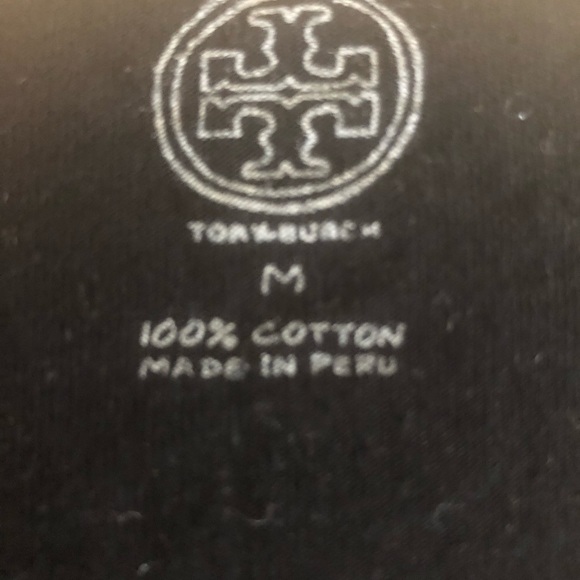 TORY BURCH
M
100% COTTON
MADE IN PERU